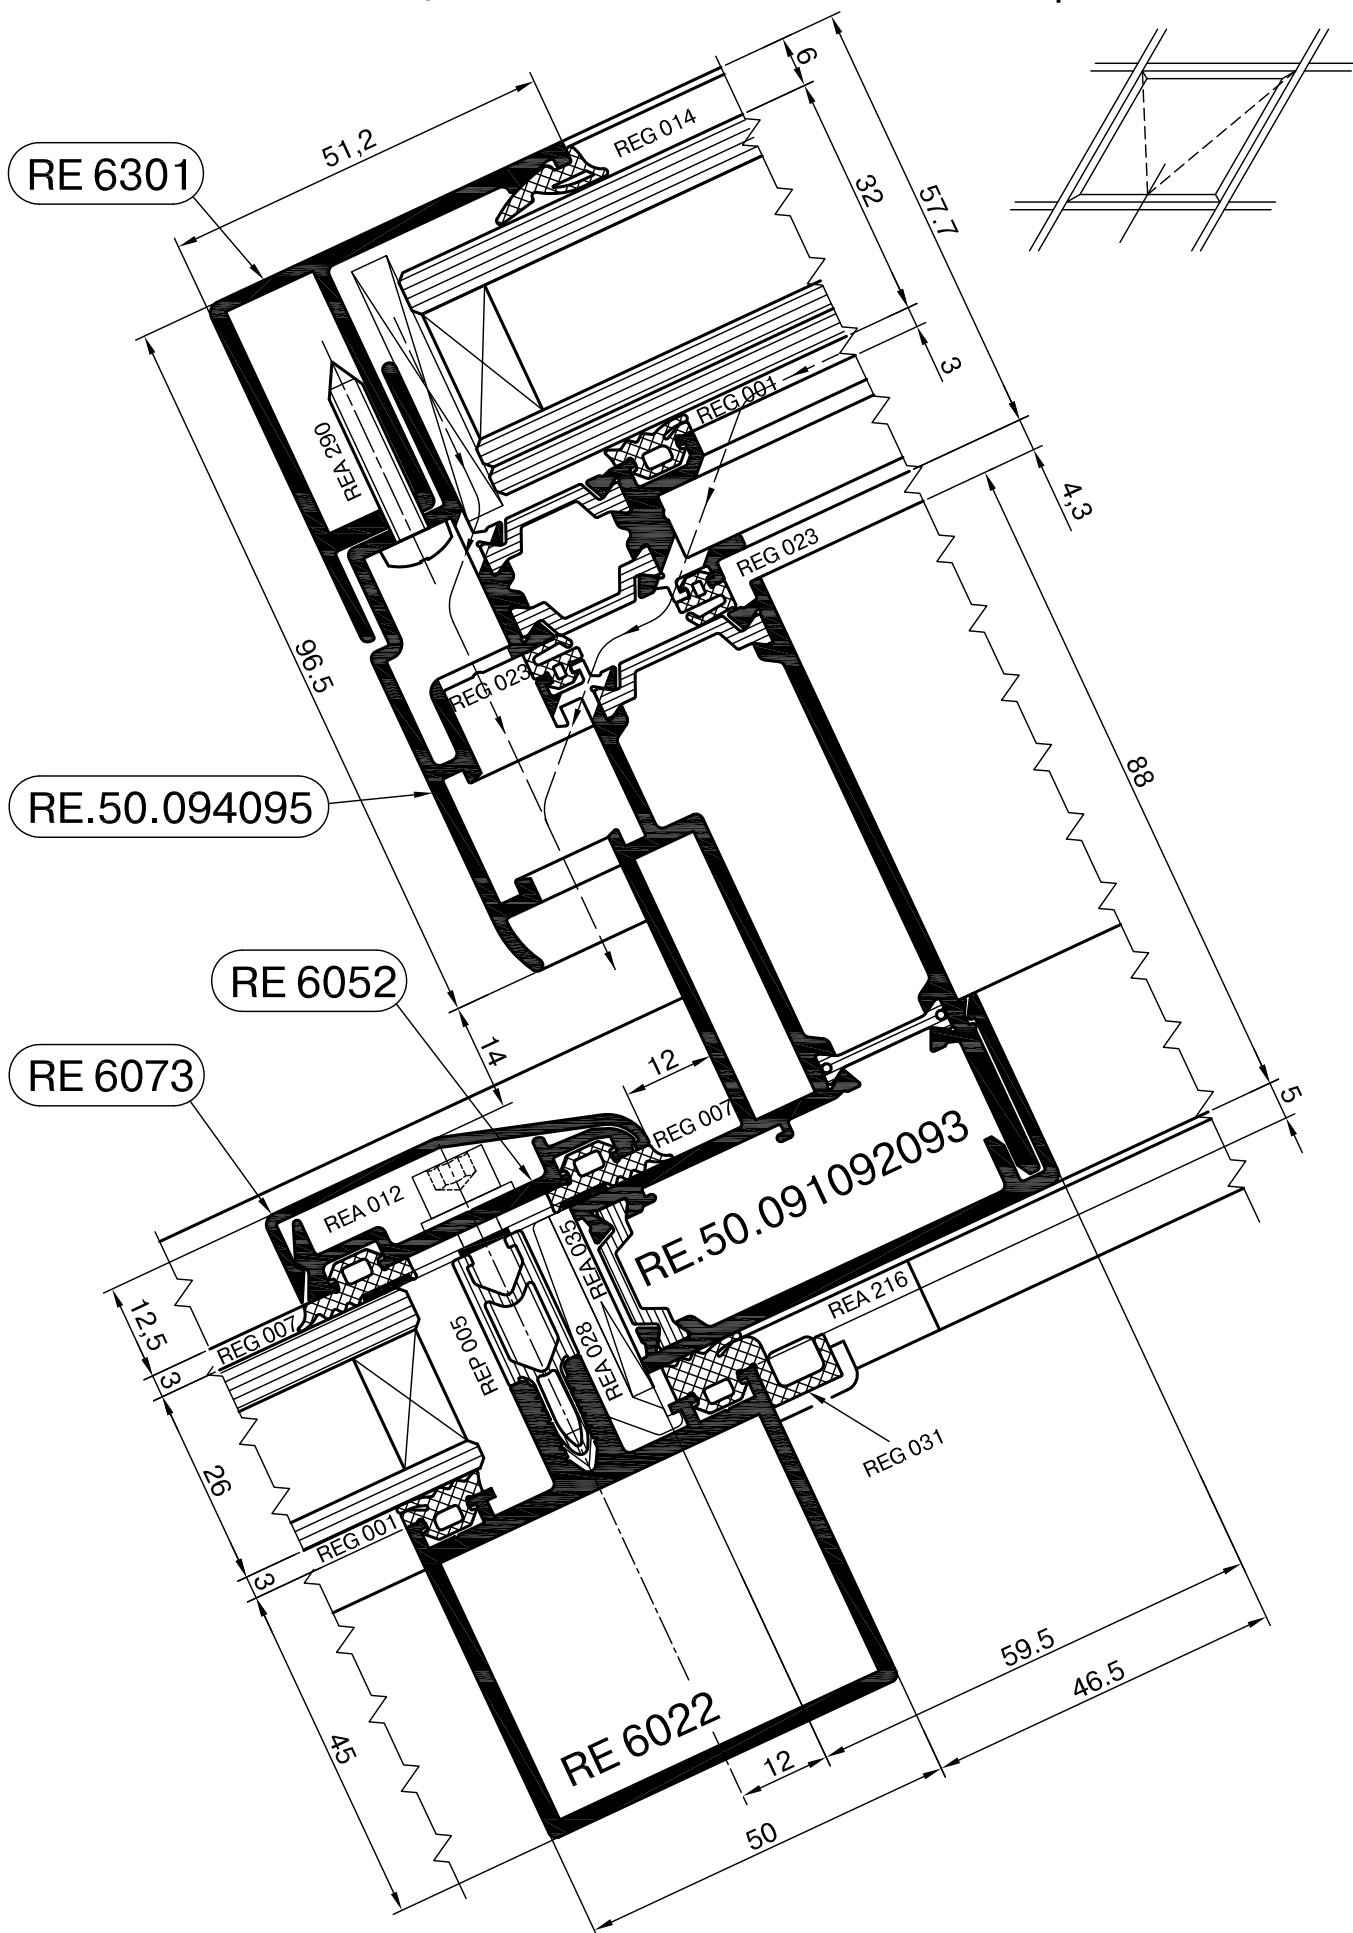 6
51,2
REG 014
RE 6301
32
57.7
3
REG 001
REA 290
4,3
REG 023
96.5
REG 023
88
RE.50.094095
RE 6052
14
12
RE 6073
5
REG 007
RE.50.091092093
REA 012
REA 035
REA 216
12,5
REG 007
REP 005
REA 028
3
26
REG 031
REG 001
3
59.5
46.5
RE 6022
45
12
50